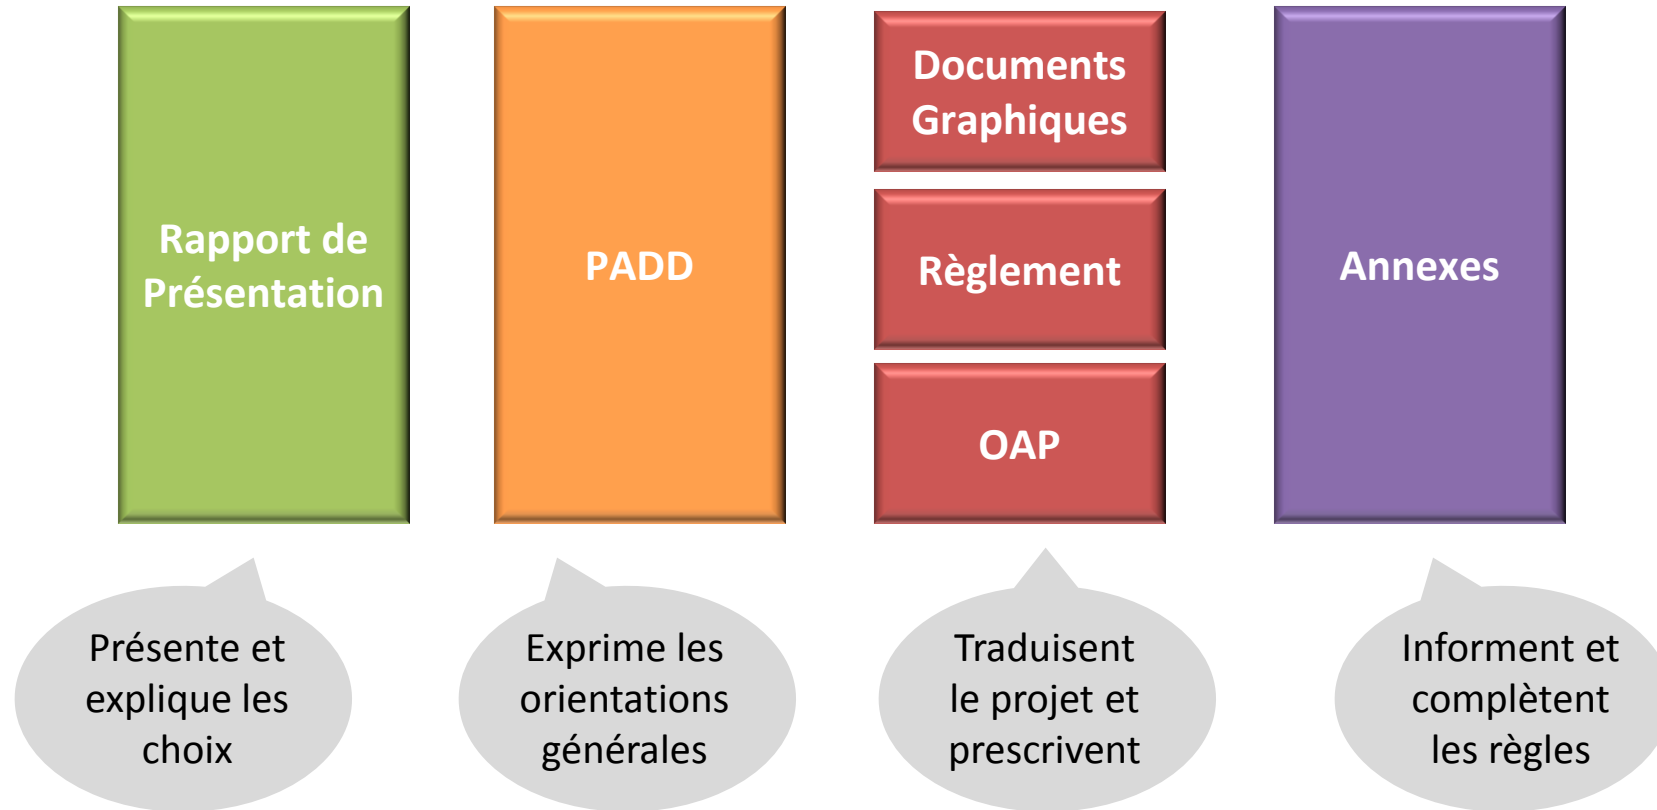 Rapport de
Présentation
PADD
Documents
Graphiques
Règlement
OAP
Annexes
Présente et
explique les
choix
Exprime les
orientations
générales
Traduisent
le projet et
prescrivent
Informent et
complètent
les règles